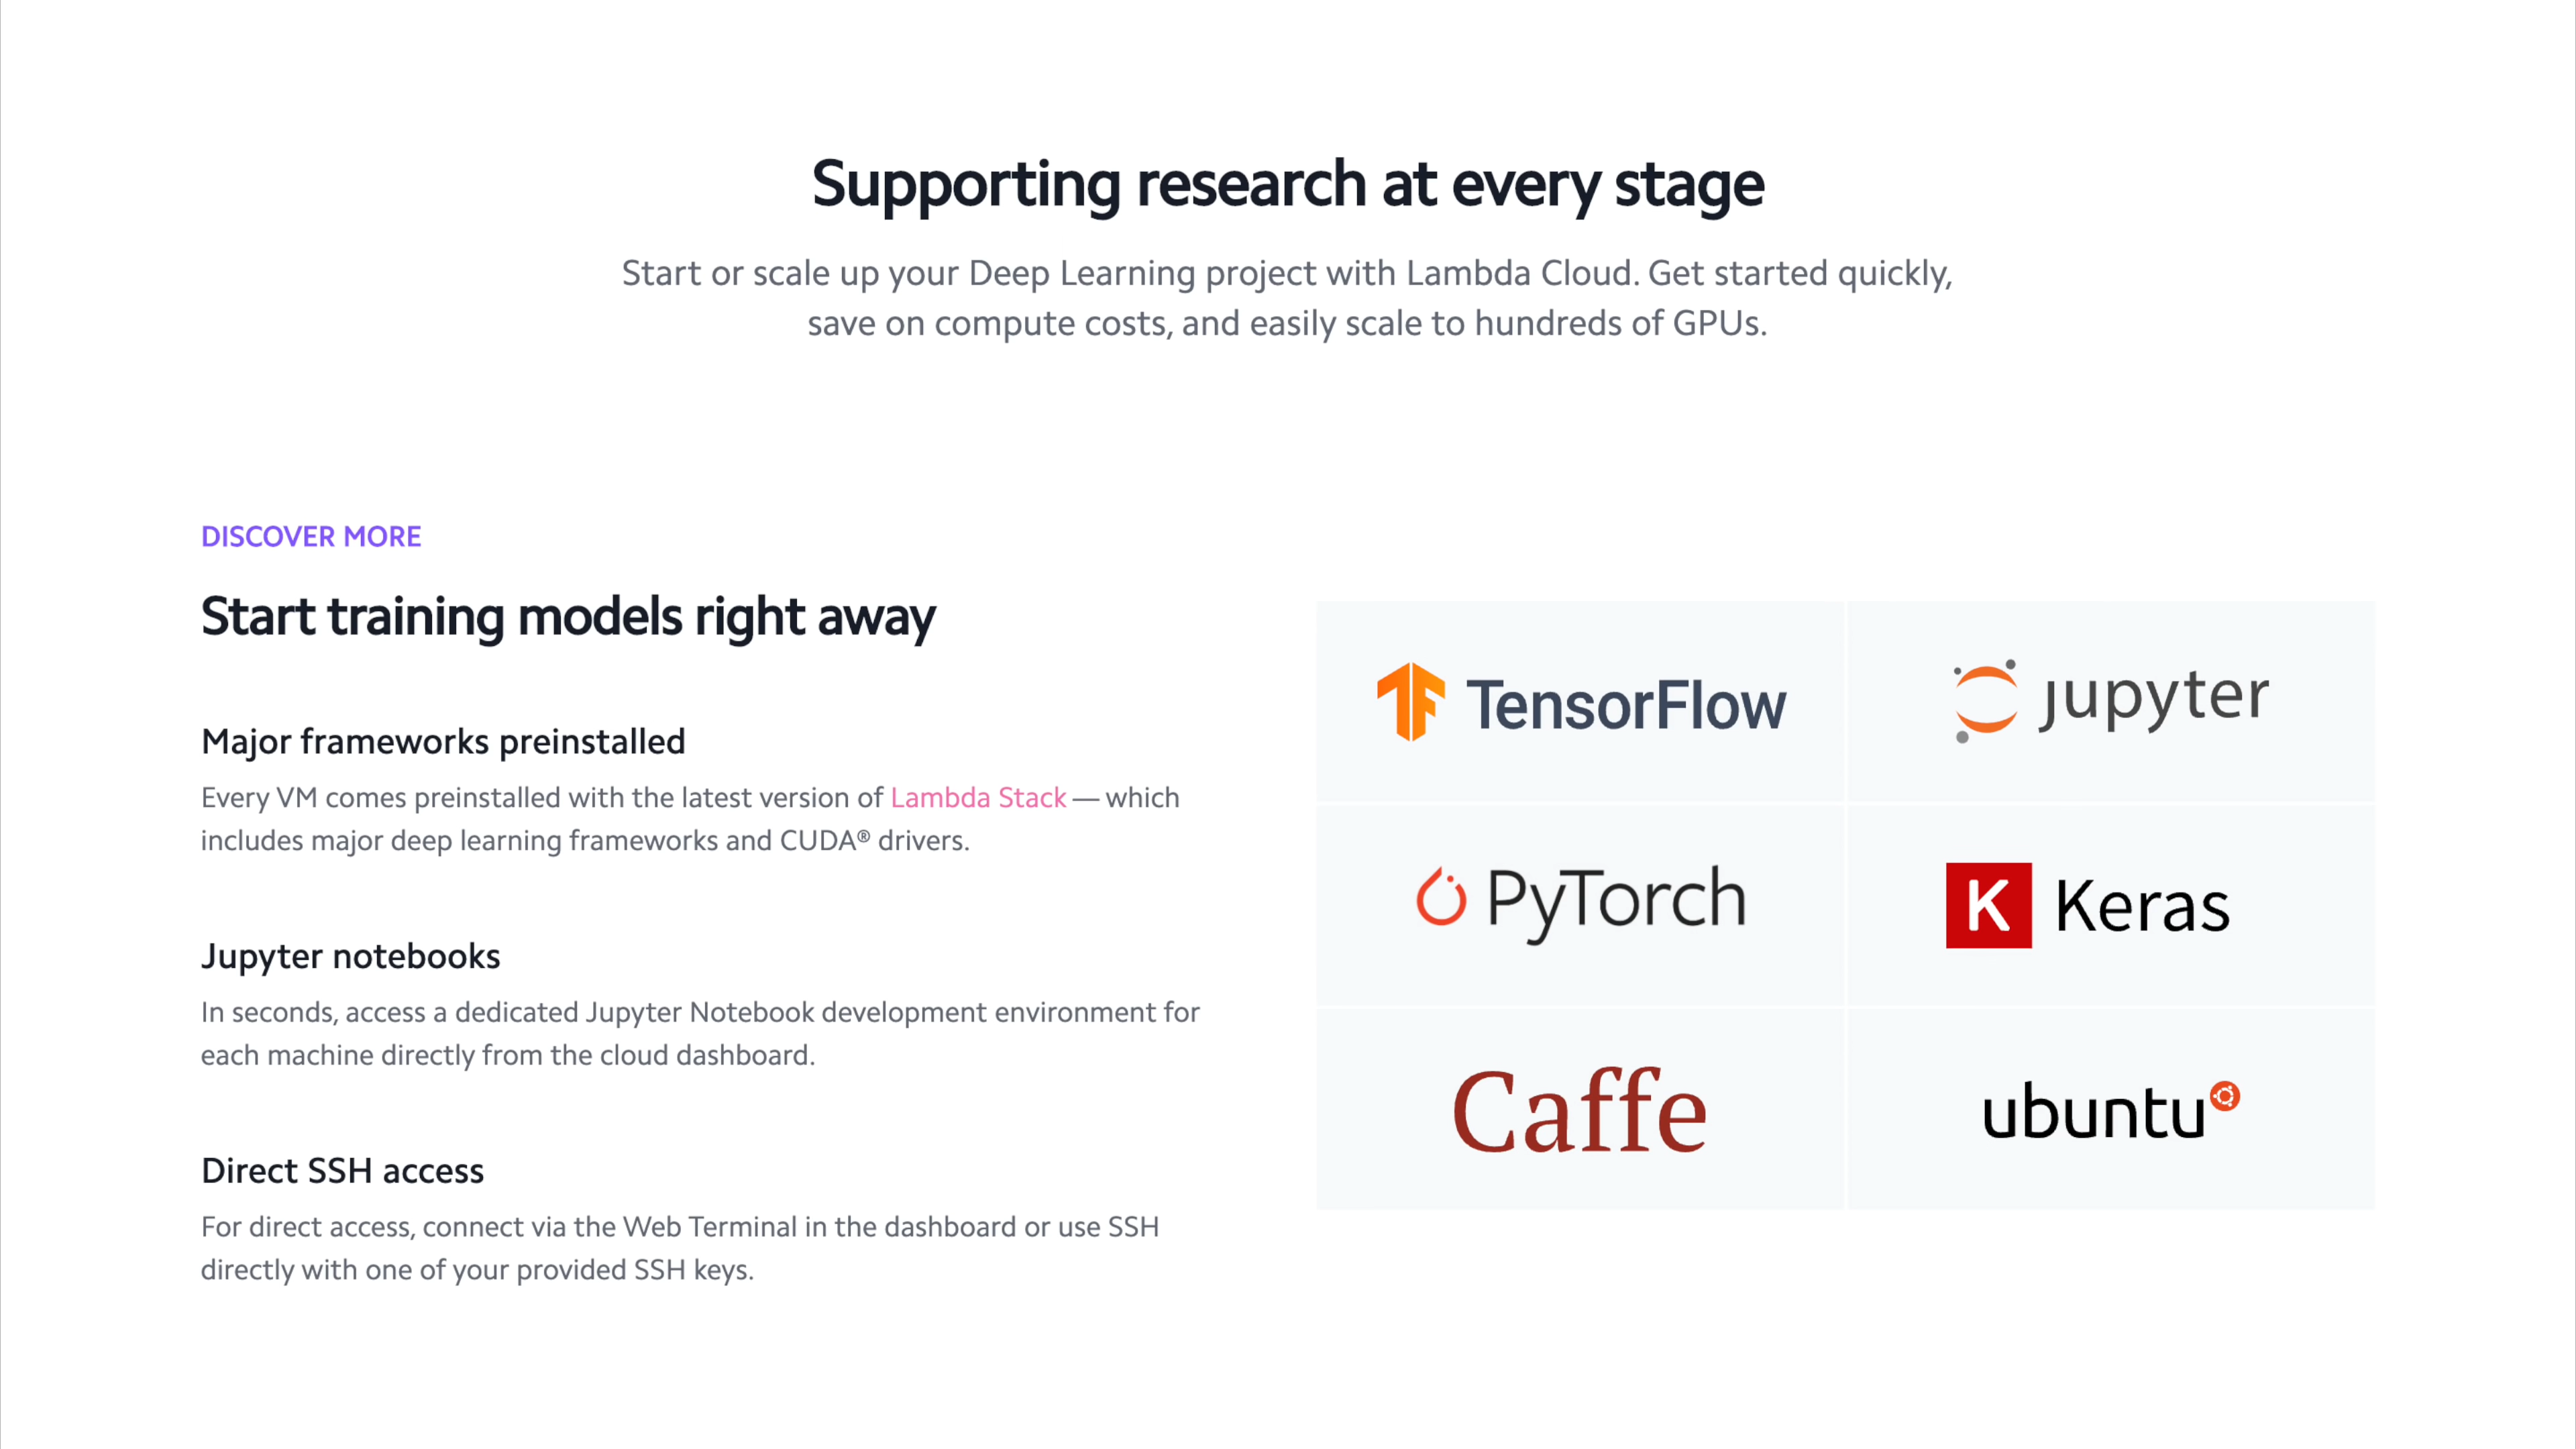 Supporting research at every stage
Start or scale up your Deep Learning project with Lambda Cloud. Get started quickly,
save on compute costs, and easily scale to hundreds of GPUs.
DISCOVER MORE
Start training models right away
Major frameworks preinstalled
Every VM comes preinstalled with the latest version of Lambda Stack — which
includes major deep learning frameworks and CUDA® drivers.
Jupyter notebooks
In seconds, access a dedicated Jupyter Notebook development environment for
each machine directly from the cloud dashboard.
Direct SSH access
For direct access, connect via the Web Terminal in the dashboard or use SSH
directly with one of your provided SSH keys.
TensorFlow
jupyter
PyTorch
K Keras
Caffe
ubuntu